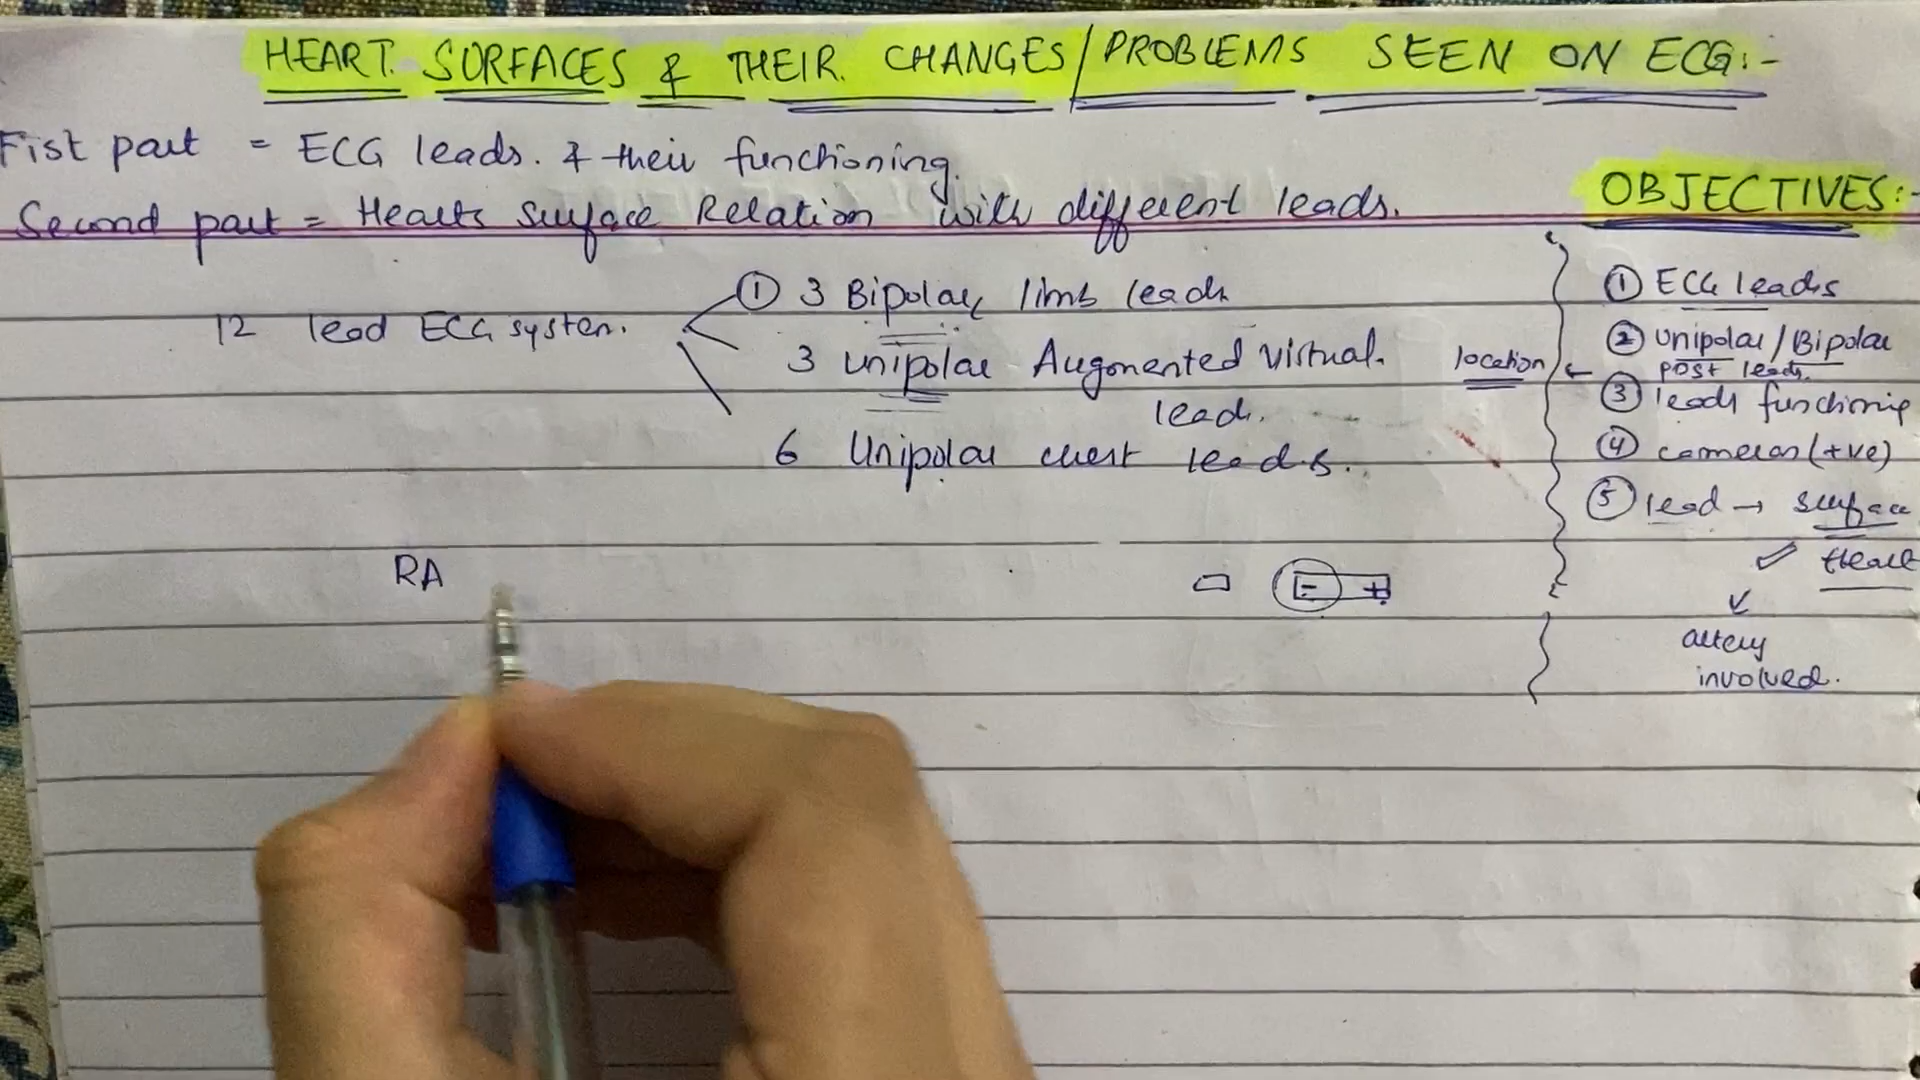 HEART. SURFACES & THEIR. CHANGES/PROBLEMS SEEN ON ECG:-
Fist part = ECG leads. & their functioning.
Second part = Hearts Surface Relation with different leads.
12 lead ECG system.
① 3 Bipolar limb leads
3 unipolar Augmented virtual.
lead.
6 Unipolar chest leads.
RA
- +
OBJECTIVES:-
① ECG leads
② Unipolar/Bipolar
location ← post leads.
③ leads functioning
④ cameras (+ve)
⑤ lead → surface
Heart
↓
artery
involved.